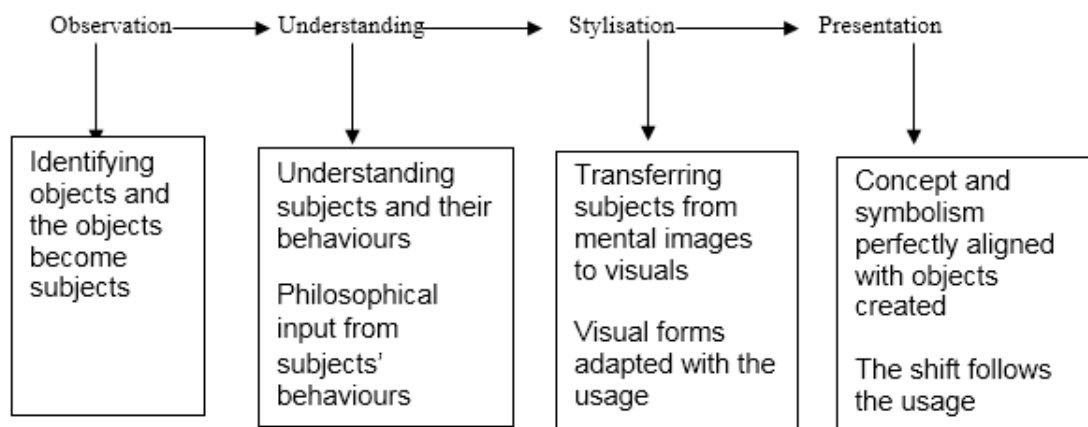 Observation
Understanding
Stylisation
Presentation
Identifying
objects and
the objects
become
subjects
Understanding
subjects and their
behaviours
Philosophical
input from
subjects'
behaviours
Transferring
subjects from
mental images
to visuals
Visual forms
adapted with the
usage
Concept and
symbolism
perfectly aligned
with objects
created
The shift follows
the usage